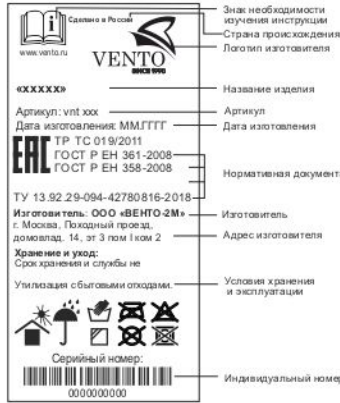 Сделано в России
www.vento.ru
VENTO
SINCE 1990
«xxxxx»
Артикул: vnt xxx
Дата изготовления: ММ.ГГГГ
EAC
ТР ТС 019/2011
ГОСТ Р ЕН 361-2008
ГОСТ Р ЕН 358-2008
ТУ 13.92.29-094-42780816-2018
Изготовитель: ООО «ВЕНТО-2М»
г. Москва, Походный проезд,
домовлад. 14, эт 3 пом I ком 2
Хранение и уход:
Срок хранения и службы не
Утилизация с бытовыми отходами.
Серийный номер:
0000000000
Знак необходимости
изучения инструкции
Страна происхождения
Логотип изготовителя
Название изделия
Артикул
Дата изготовления
Нормативная документ
Изготовитель
Адрес изготовителя
Условия хранения
и эксплуатации
Индивидуальный номер